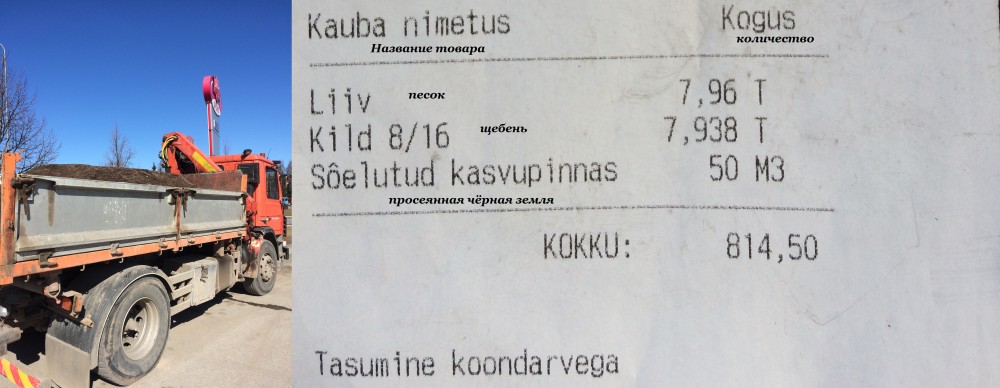 Kauba nimetus Kogus
Название товара количество
Liiv песок 7,96 T
Kild 8/16 щебень 7,938 T
Sõelutud kasvupinnas 50 M3
просеянная чёрная земля
KOKKU: 814,50
Tasumine koondarvega